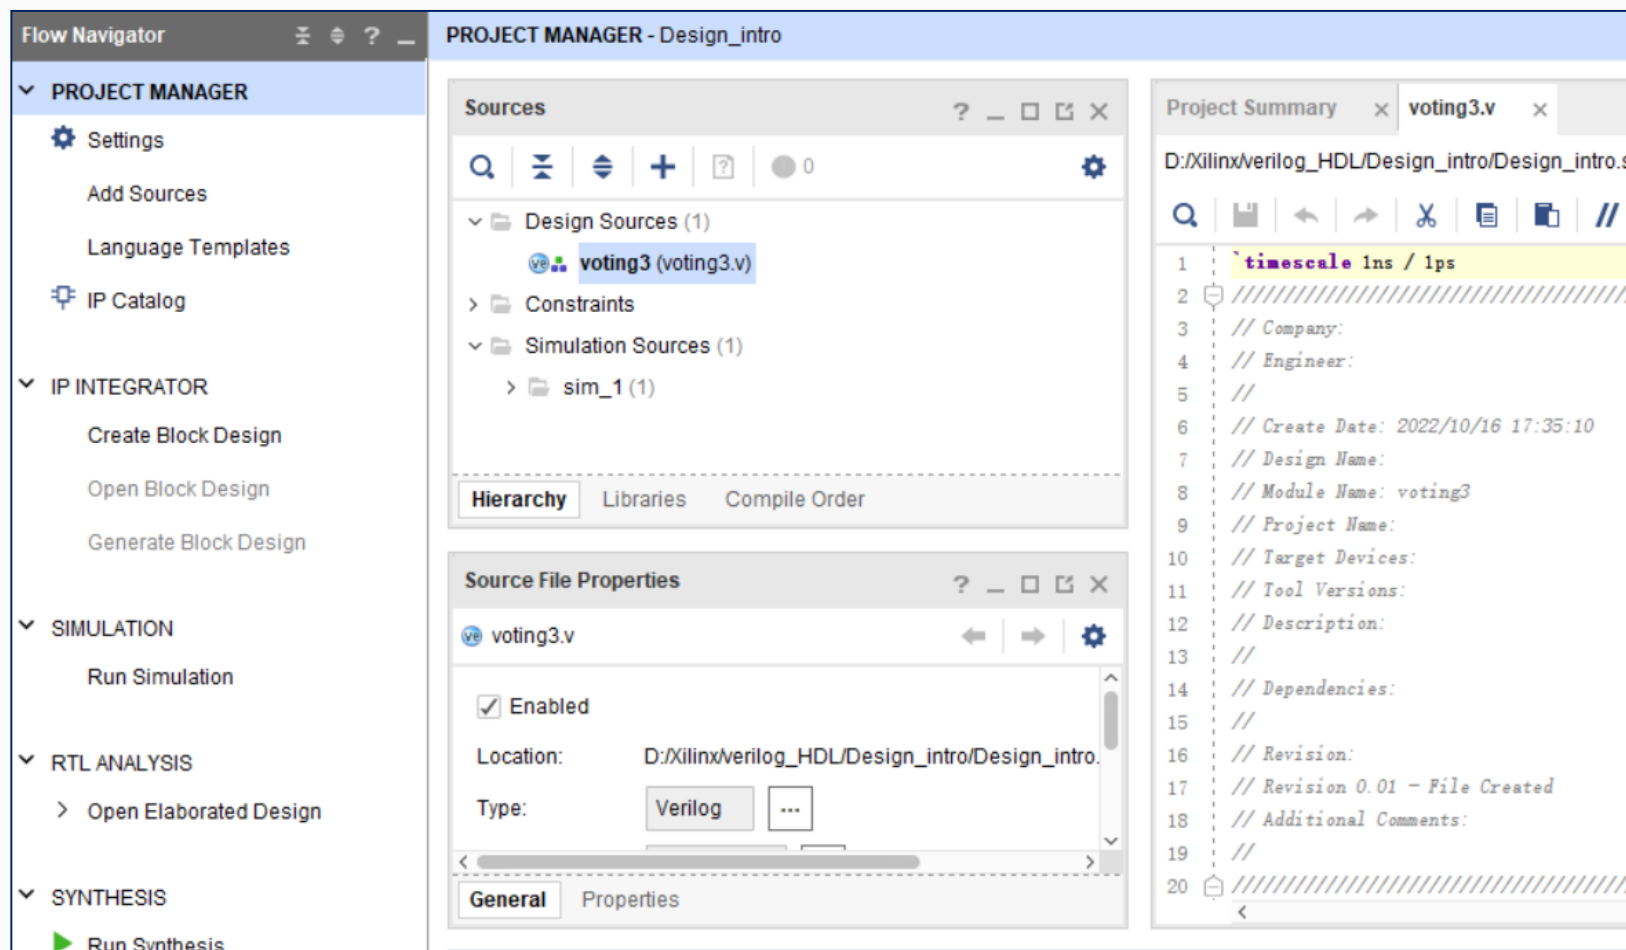 Flow Navigator
PROJECT MANAGER
Settings
Add Sources
Language Templates
IP Catalog
IP INTEGRATOR
Create Block Design
Open Block Design
Generate Block Design
SIMULATION
Run Simulation
RTL ANALYSIS
Open Elaborated Design
SYNTHESIS
Run Synthesis
PROJECT MANAGER - Design_intro
Sources
0
Design Sources (1)
voting3 (voting3.v)
Constraints
Simulation Sources (1)
sim_1 (1)
Hierarchy Libraries Compile Order
Source File Properties
voting3.v
Enabled
Location: D:/Xilinx/verilog_HDL/Design_intro/Design_intro.
Type: Verilog ...
General Properties
Project Summary voting3.v
D:/Xilinx/verilog_HDL/Design_intro/Design_intro.s
1 `timescale 1ns / 1ps
2 //////////////////////////////////////
3 // Company:
4 // Engineer:
5 //
6 // Create Date: 2022/10/16 17:35:10
7 // Design Name:
8 // Module Name: voting3
9 // Project Name:
10 // Target Devices:
11 // Tool Versions:
12 // Description:
13 //
14 // Dependencies:
15 //
16 // Revision:
17 // Revision 0.01 - File Created
18 // Additional Comments:
19 //
20 //////////////////////////////////////